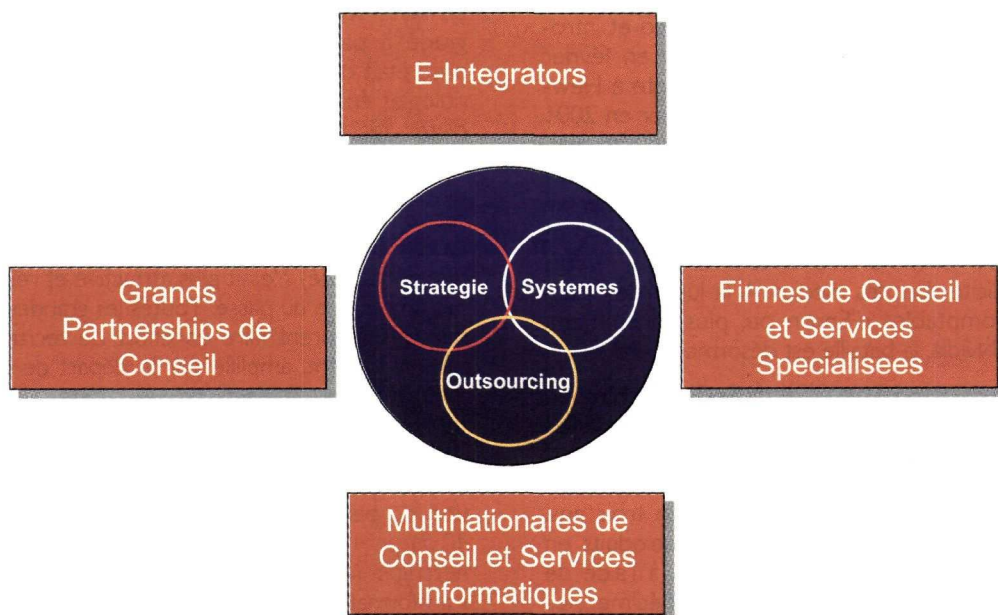 E-Integrators
Grands
Partnerships de
Conseil
Strategie
Systemes
Outsourcing
Firmes de Conseil
et Services
Specialisees
Multinationales de
Conseil et Services
Informatiques